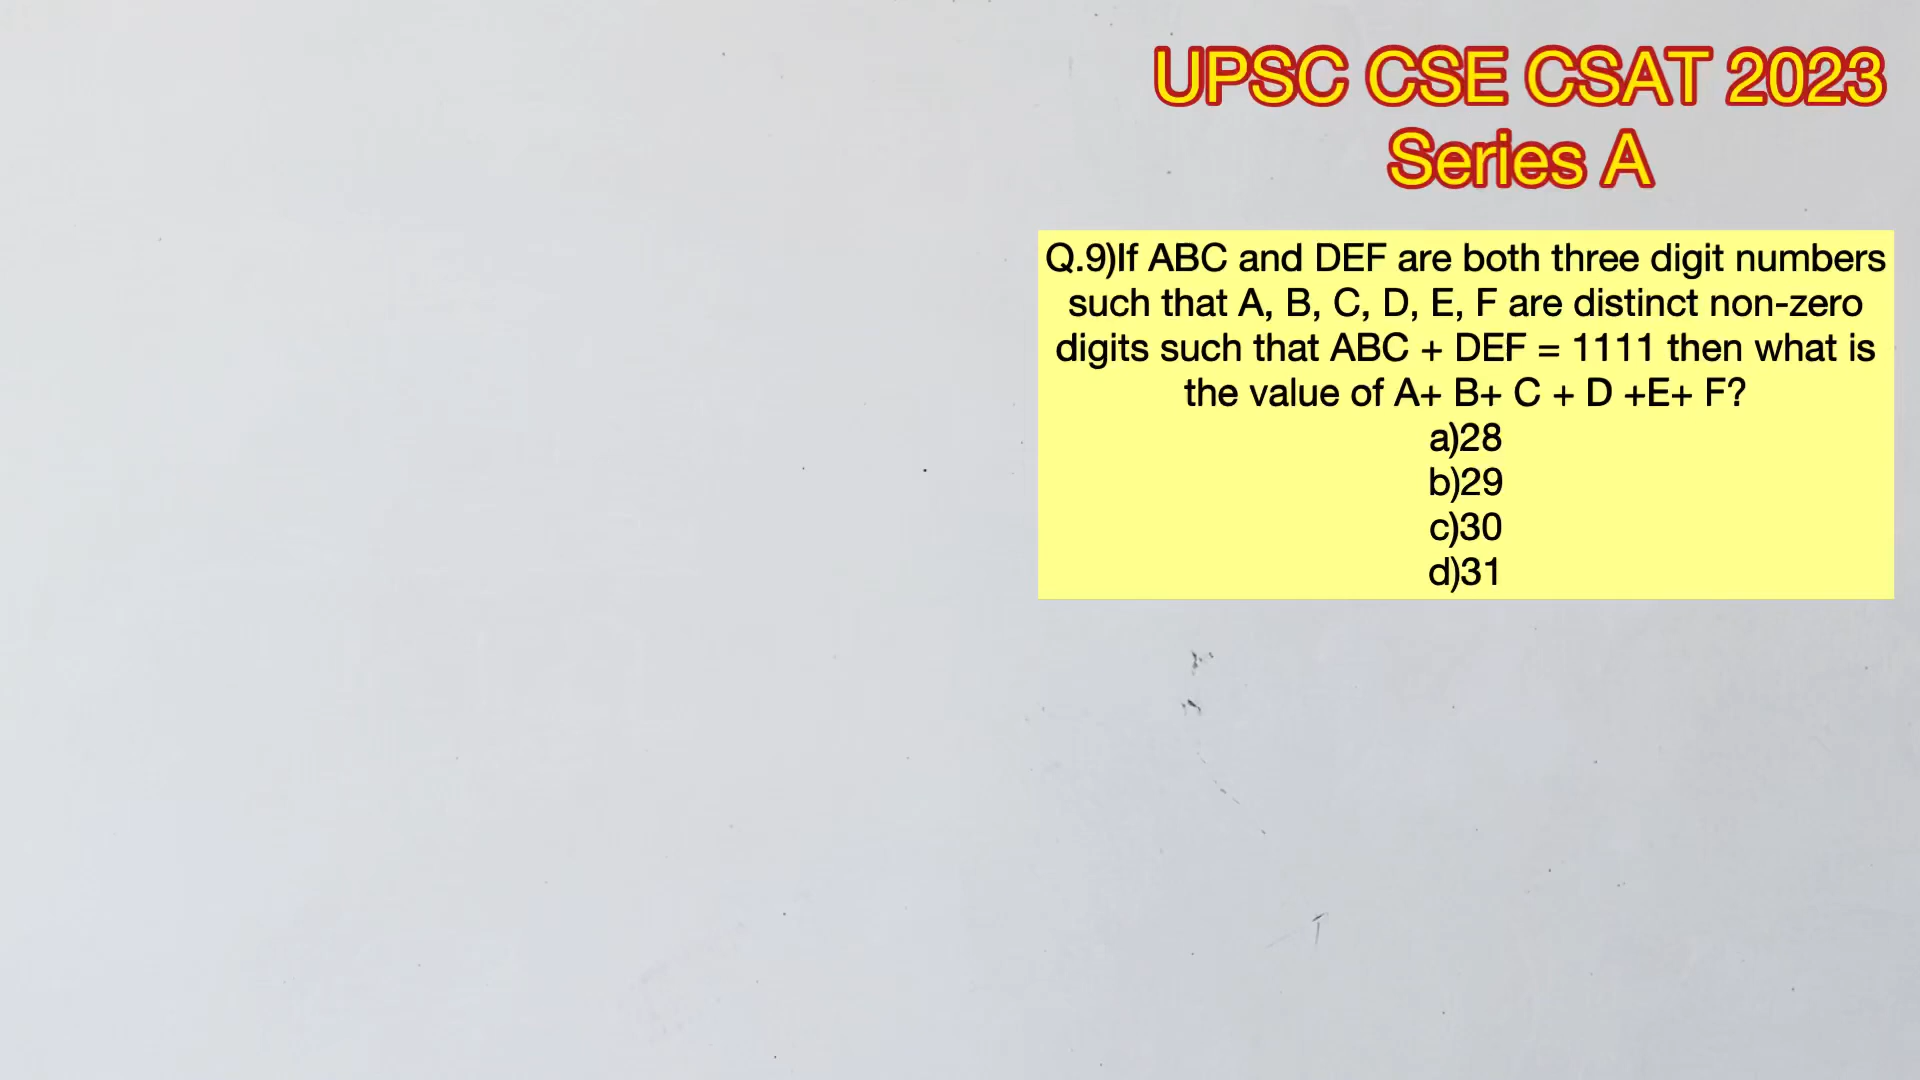 UPSC CSE CSAT 2023
Series A
Q.9)If ABC and DEF are both three digit numbers
such that A, B, C, D, E, F are distinct non-zero
digits such that ABC + DEF = 1111 then what is
the value of A+ B+ C + D +E+ F?
a)28
b)29
c)30
d)31